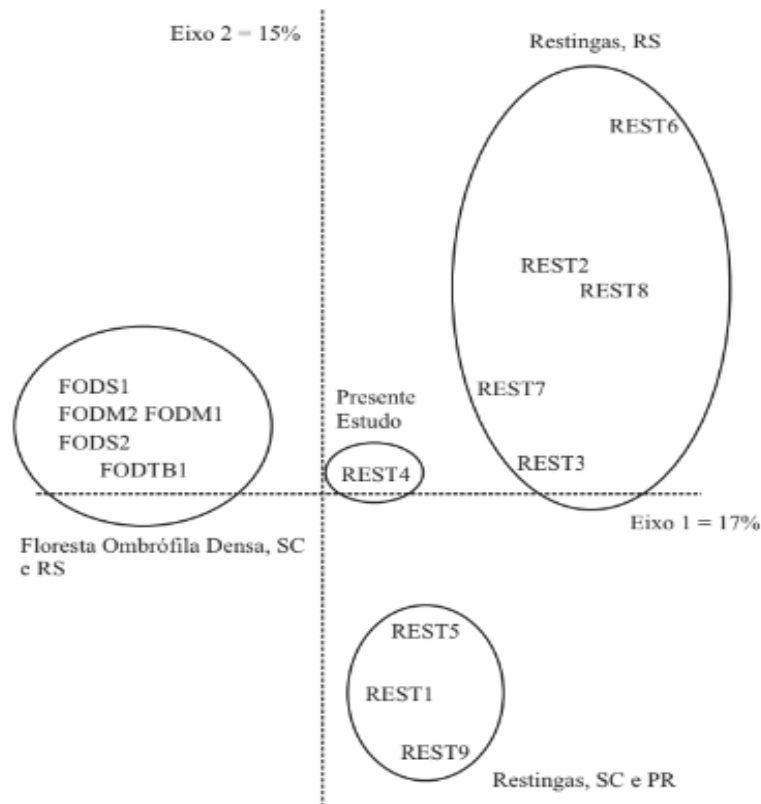 Eixo 2 = 15%
Restingas, RS
REST6
REST2
REST8
FODS1
FODM2 FODM1
FODS2
FODTB1
Presente
Estudo
REST7
REST4
REST3
Eixo 1 = 17%
Floresta Ombrófila Densa, SC
e RS
REST5
REST1
REST9
Restingas, SC e PR